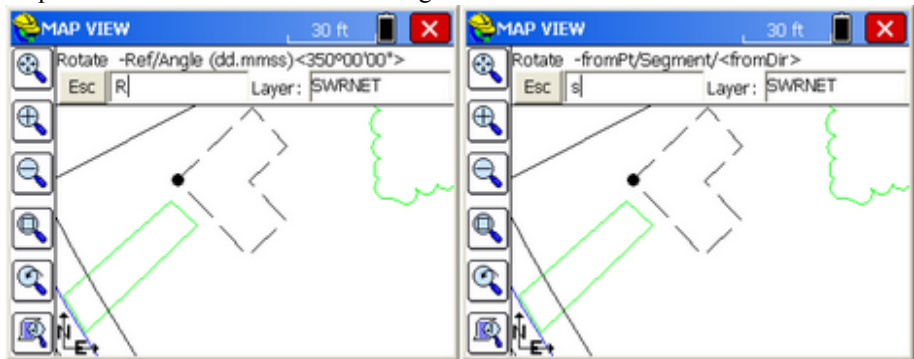 MAP VIEW
30 ft
Rotate -Ref/Angle (dd.mmss)<350°00'00">
Esc
R
Layer: SWRNET
N
E
MAP VIEW
30 ft
Rotate -fromPt/Segment/<fromDir>
Esc
s
Layer: SWRNET
N
E